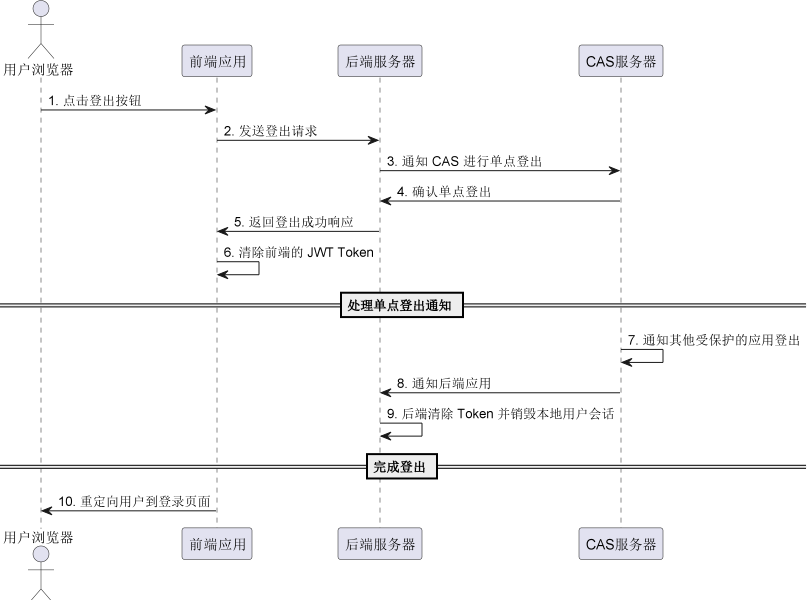 用户浏览器
前端应用
后端服务器
CAS服务器
1. 点击登出按钮
2. 发送登出请求
3. 通知 CAS 进行单点登出
4. 确认单点登出
5. 返回登出成功响应
6. 清除前端的 JWT Token
处理单点登出通知
7. 通知其他受保护的应用登出
8. 通知后端应用
9. 后端清除 Token 并销毁本地用户会话
完成登出
10. 重定向用户到登录页面
用户浏览器
前端应用
后端服务器
CAS服务器